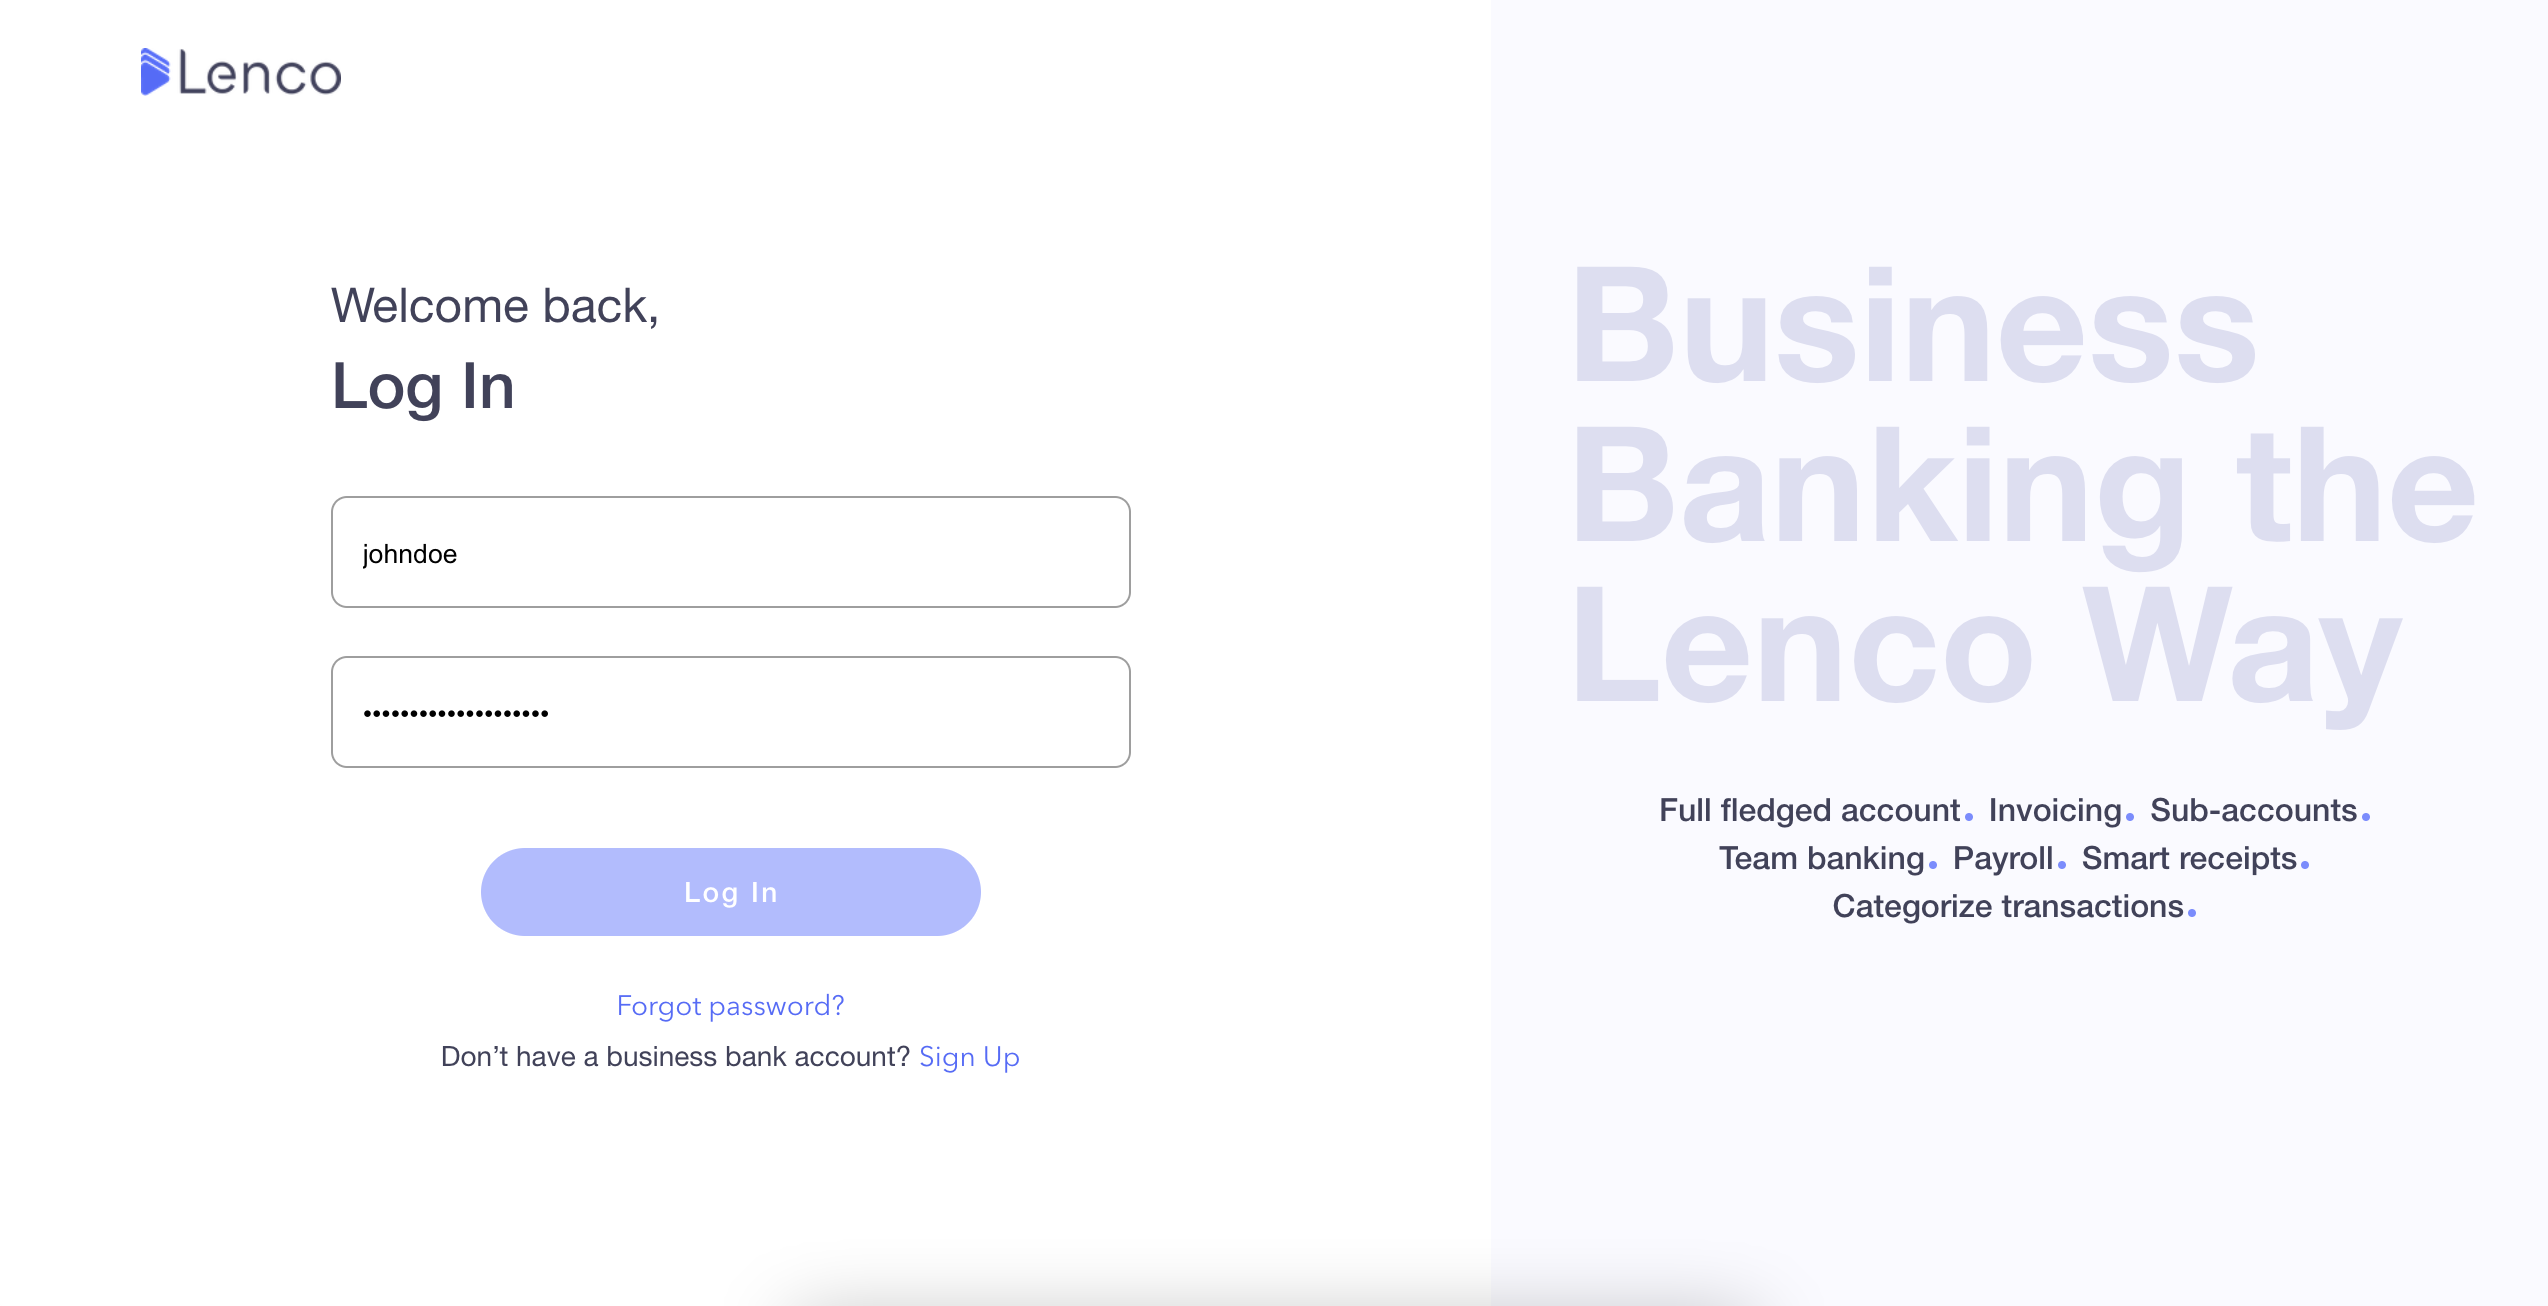 Lenco
Welcome back,
Log In
johndoe
••••••••••••••••••••
Log In
Forgot password?
Don’t have a business bank account? Sign Up
Business
Banking the
Lenco Way
Full fledged account. Invoicing. Sub-accounts.
Team banking. Payroll. Smart receipts.
Categorize transactions.